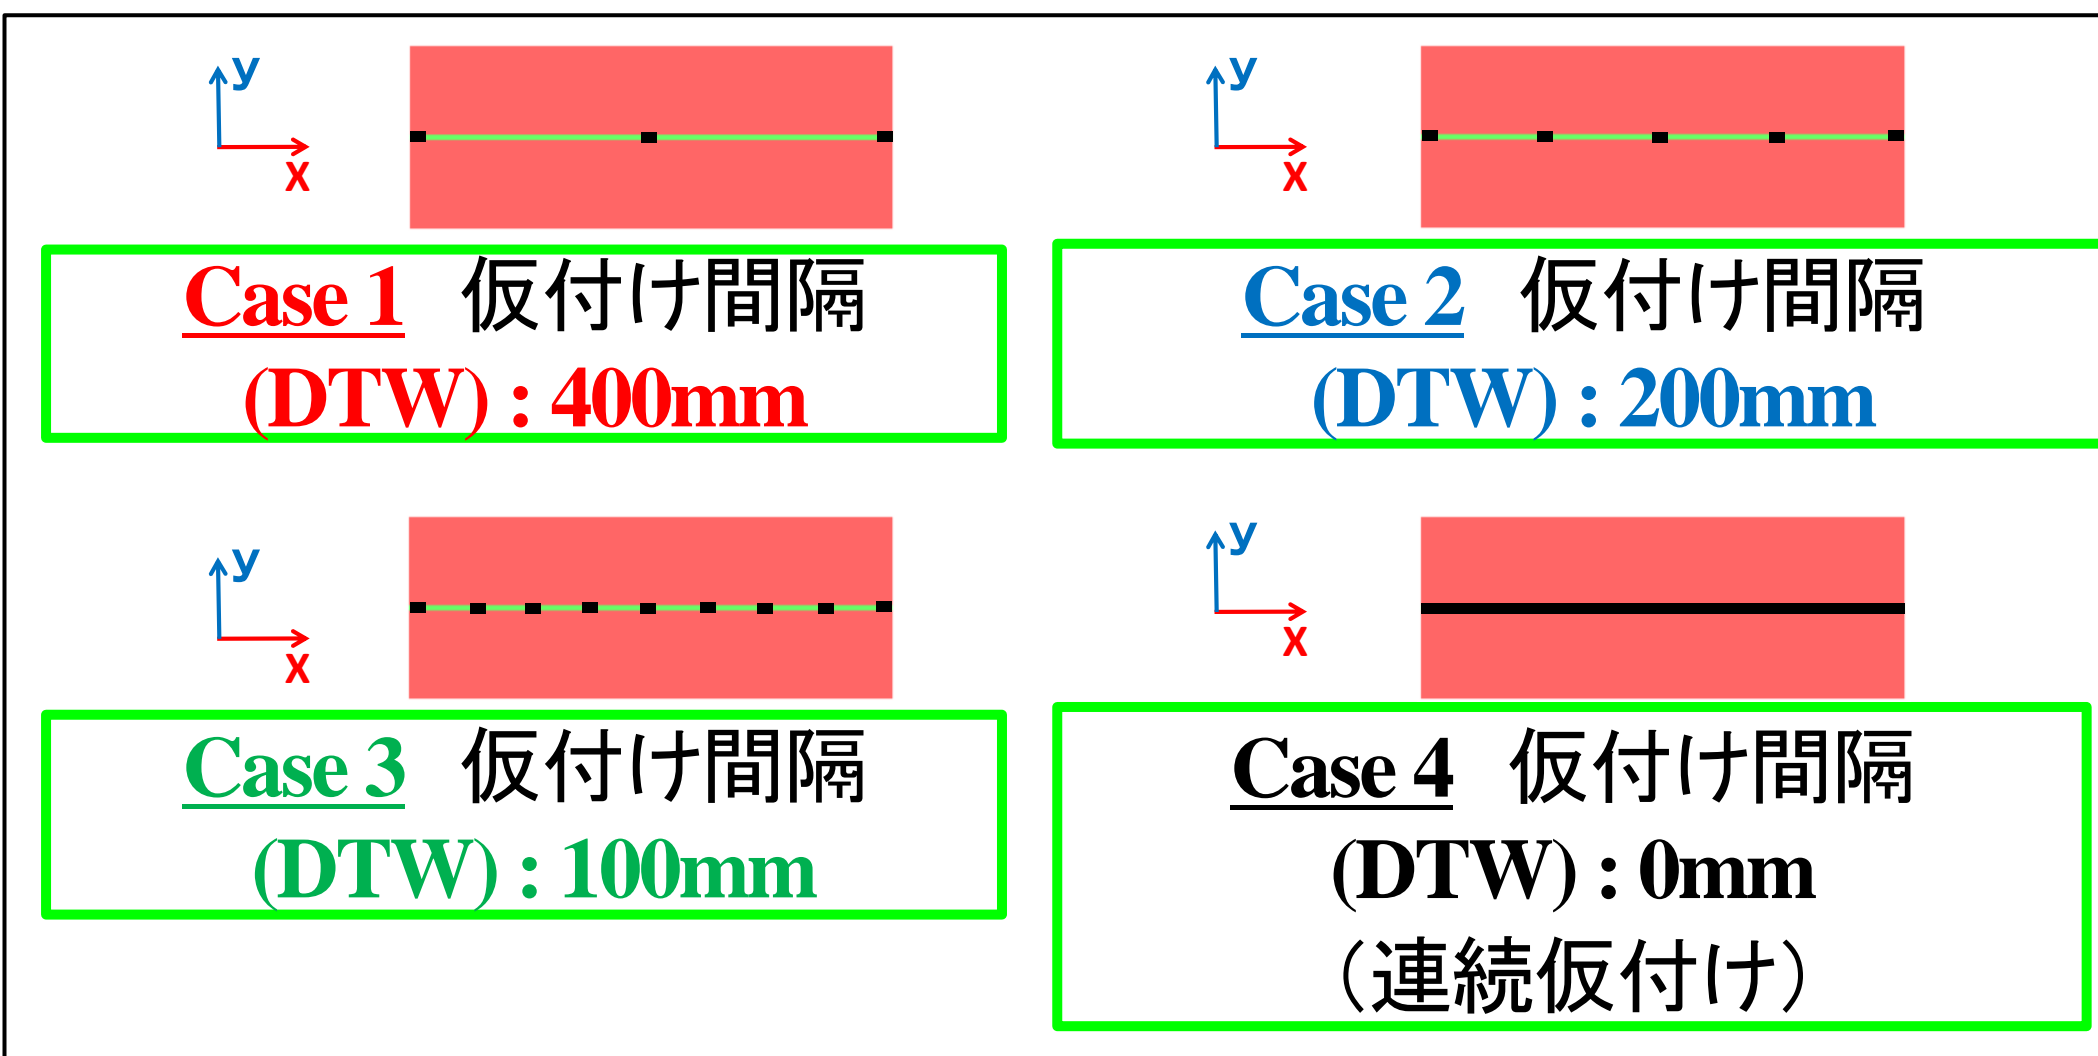 y
x
Case 1 仮付け間隔
(DTW) : 400mm
y
x
Case 2 仮付け間隔
(DTW) : 200mm
y
x
Case 3 仮付け間隔
(DTW) : 100mm
y
x
Case 4 仮付け間隔
(DTW) : 0mm
（連続仮付け）